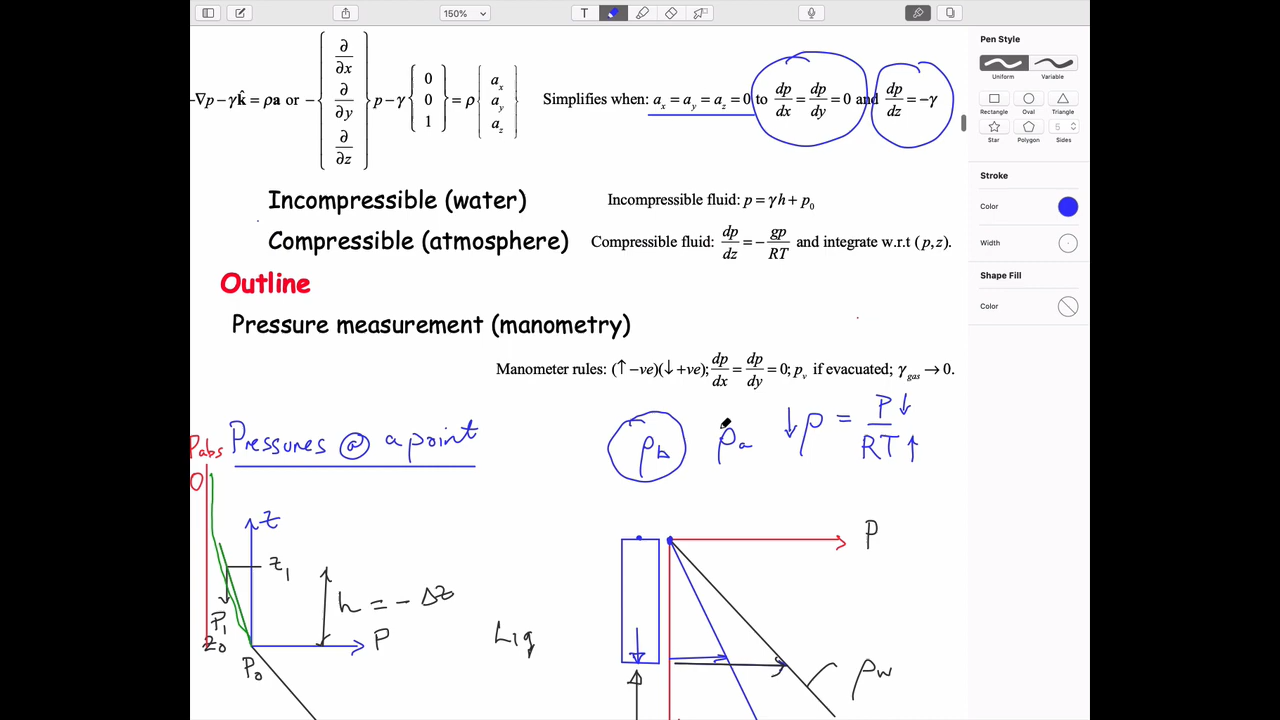 150%
T
Pen Style
Uniform
Variable
Rectangle
Oval
Triangle
Star
Polygon
5
Sides
Stroke
Color
Width
Shape Fill
Color
-∇p − γk̂ = ρa or −{∂/∂x ∂/∂y ∂/∂z} p − γ {0 0 1} = ρ {a_x a_y a_z}
Simplifies when: a_x = a_y = a_z = 0 to dp/dx = dp/dy = 0 and dp/dz = −γ
Incompressible (water)
Incompressible fluid: p = γh + p_0
Compressible (atmosphere)
Compressible fluid: dp/dz = − gp/RT and integrate w.r.t (p,z).
Outline
Pressure measurement (manometry)
Manometer rules: (↑ −ve)(↓ +ve); dp/dx = dp/dy = 0; p_v if evacuated; γ_gas → 0.
Pabs
Pressures @ a point
0
z
z_1
P_1
h = − Δz
z_0
P
P_0
Liq
ρ_b
ρ_a
↓ρ = P↓/RT↑
P
ρ_w